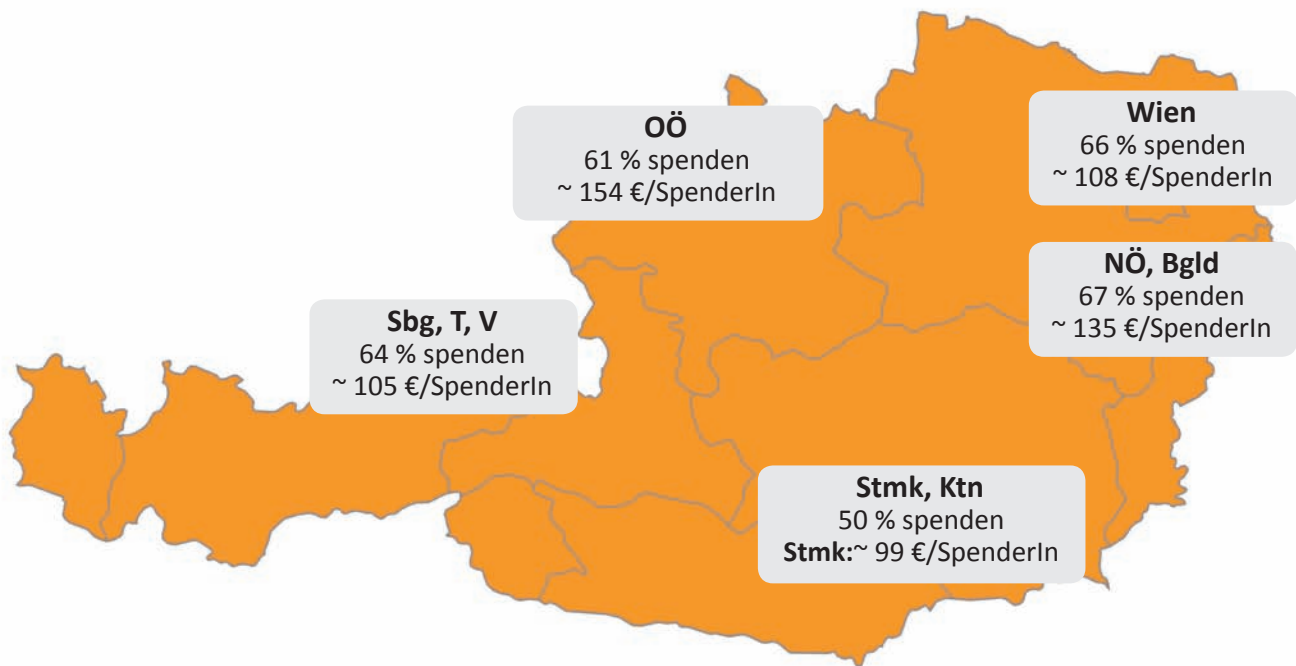 OÖ
61 % spenden
~ 154 €/SpenderIn
Wien
66 % spenden
~ 108 €/SpenderIn
NÖ, Bgld
67 % spenden
~ 135 €/SpenderIn
Sbg, T, V
64 % spenden
~ 105 €/SpenderIn
Stmk, Ktn
50 % spenden
Stmk:~ 99 €/SpenderIn